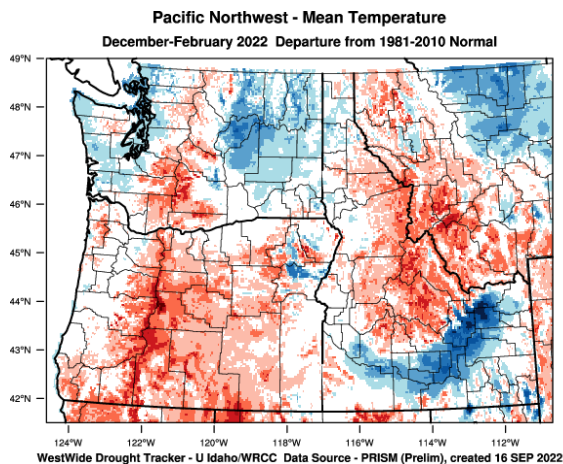 Pacific Northwest - Mean Temperature
December-February 2022 Departure from 1981-2010 Normal
49°N
48°N
47°N
46°N
45°N
44°N
43°N
42°N
124°W 122°W 120°W 118°W 116°W 114°W 112°W
WestWide Drought Tracker - U Idaho/WRCC Data Source - PRISM (Prelim), created 16 SEP 2022